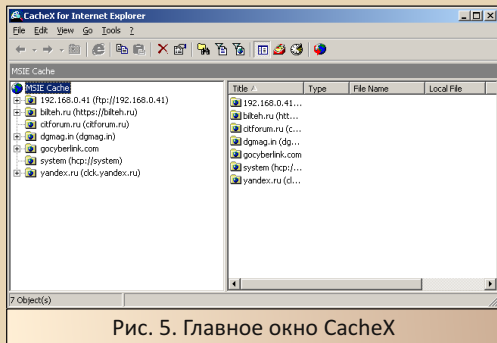 CacheX for Internet Explorer
File Edit View Go Tools ?
MSIE Cache
MSIE Cache
192.168.0.41 (ftp://192.168.0.41)
bilteh.ru (https://bilteh.ru)
citforum.ru (citforum.ru)
dgmag.in (dgmag.in)
gocyberlink.com
system (hcp://system)
yandex.ru (clck.yandex.ru)
Title Type File Name Local File
192.168.0.41...
bilteh.ru (htt...
citforum.ru (c...
dgmag.in (dg...
gocyberlink.com
system (hcp:/...
yandex.ru (cl...
7 Object(s)
Рис. 5. Главное окно CacheX